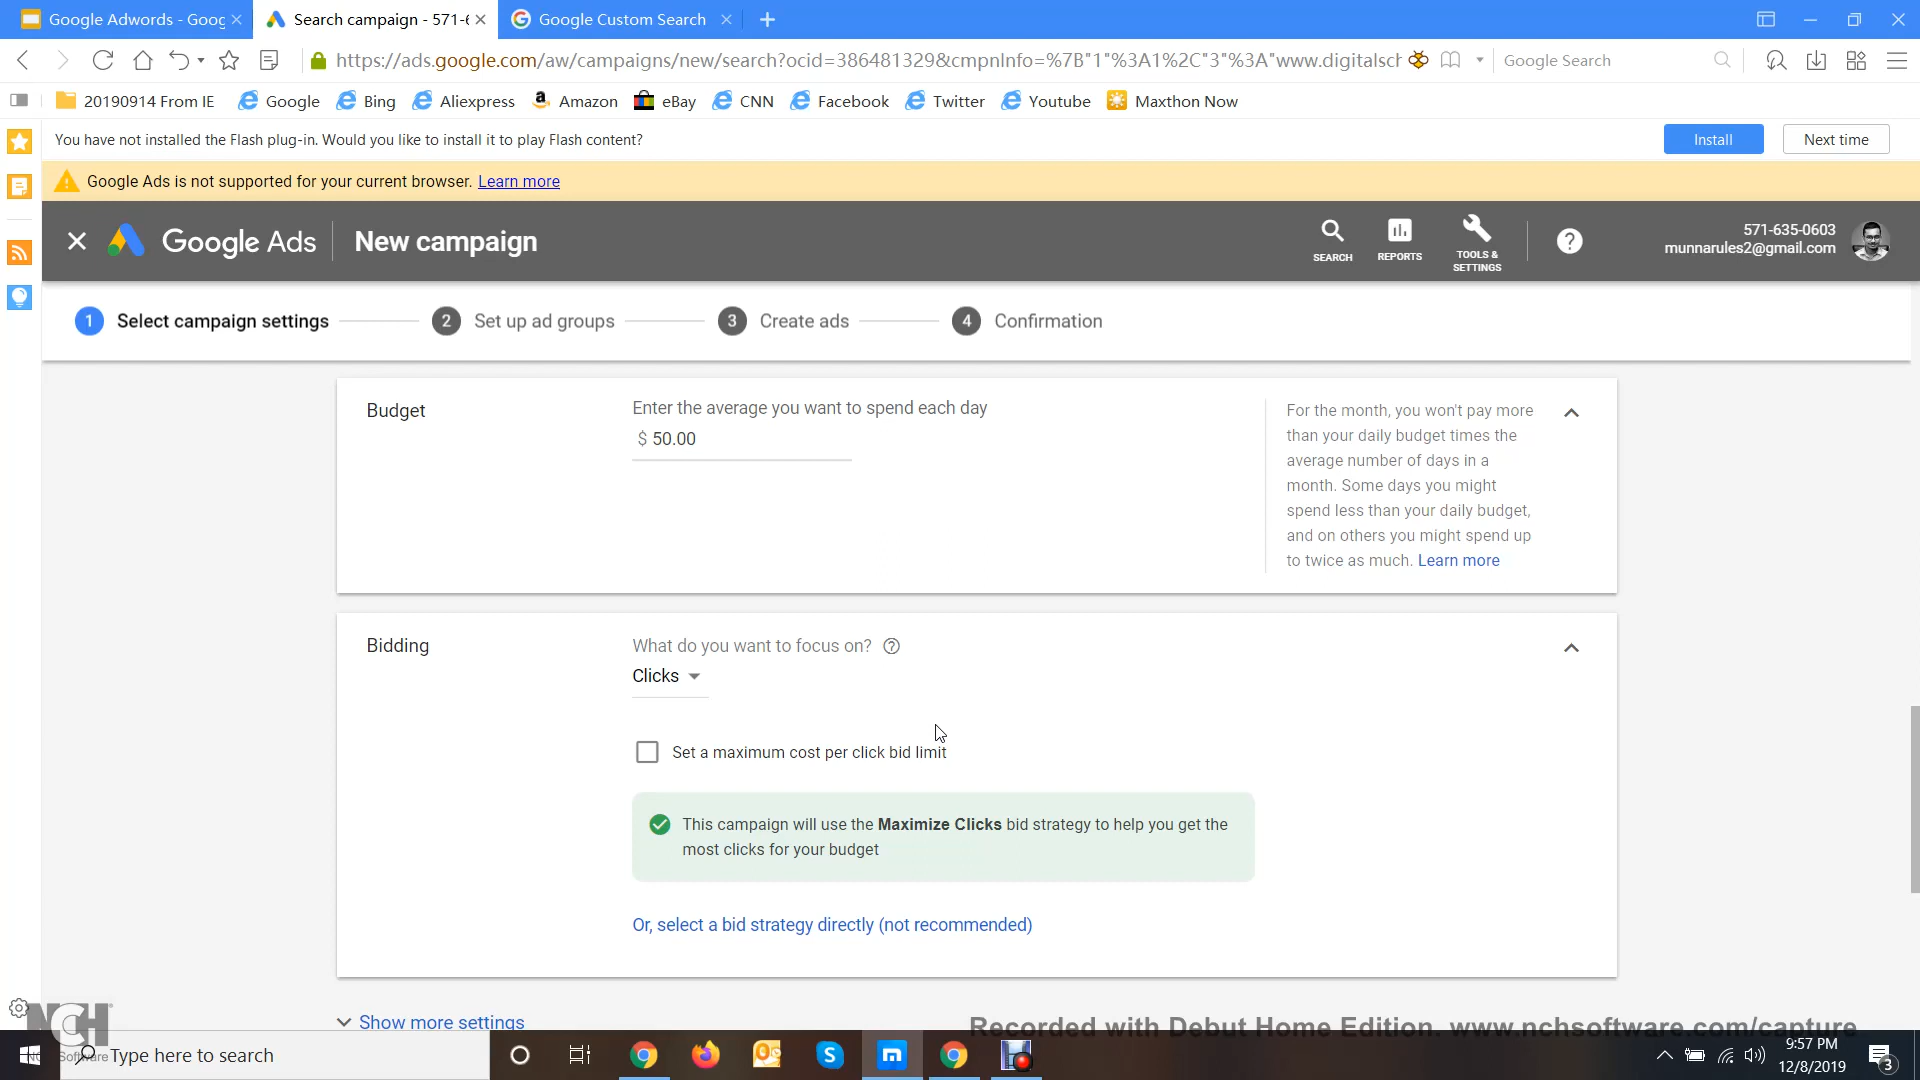 Google Adwords - Goog
Search campaign - 571-6
Google Custom Search
https://ads.google.com/aw/campaigns/new/search?ocid=386481329&cmpnInfo=%7B"1"%3A1%2C"3"%3A"www.digitalsch
Google Search
20190914 From IE
Google
Bing
Aliexpress
Amazon
eBay
CNN
Facebook
Twitter
Youtube
Maxthon Now
You have not installed the Flash plug-in. Would you like to install it to play Flash content?
Install
Next time
Google Ads is not supported for your current browser. Learn more
Google Ads
New campaign
SEARCH
REPORTS
TOOLS &
SETTINGS
571-635-0603
munnarules2@gmail.com
1 Select campaign settings
2 Set up ad groups
3 Create ads
4 Confirmation
Budget
Enter the average you want to spend each day
$ 50.00
For the month, you won't pay more
than your daily budget times the
average number of days in a
month. Some days you might
spend less than your daily budget,
and on others you might spend up
to twice as much. Learn more
Bidding
What do you want to focus on?
Clicks
Set a maximum cost per click bid limit
This campaign will use the Maximize Clicks bid strategy to help you get the
most clicks for your budget
Or, select a bid strategy directly (not recommended)
Show more settings
NCH
Software
Recorded with Debut Home Edition. www.nchsoftware.com/capture
Type here to search
9:57 PM
12/8/2019
3